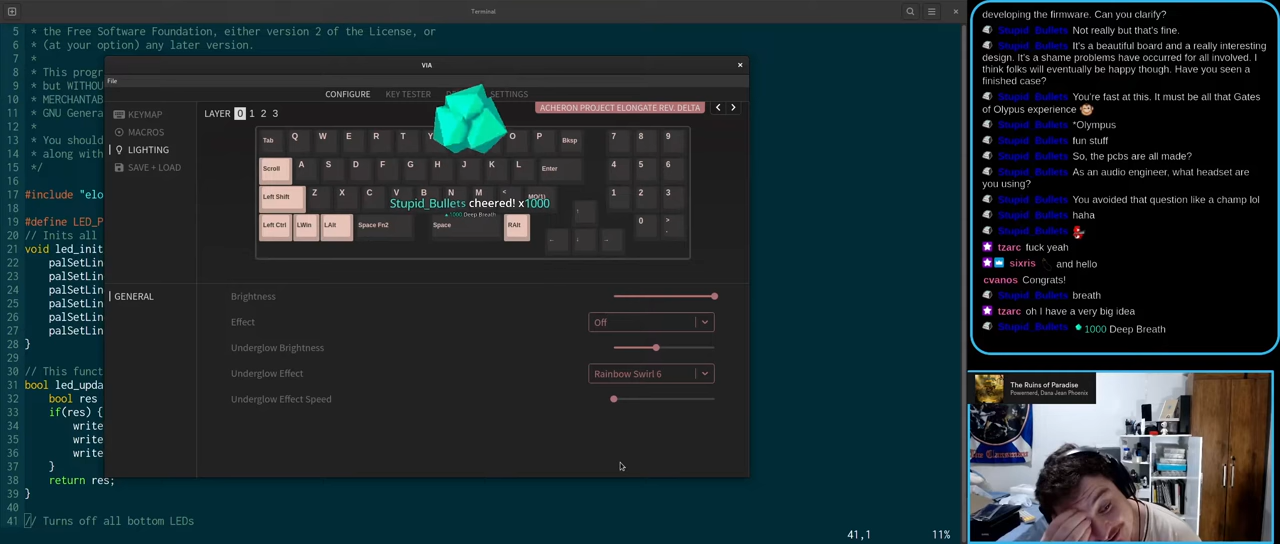 Terminal
5 * the Free Software Foundation, either version 2 of the License, or
6 * (at your option) any later version.
7 *
8 * This progr
9 * but WITHOU
10 * MERCHANTAB
11 * GNU Genera
12 *
13 * You should
14 * along with
15 */
16
17 #include "elo
18
19 #define LED_P
20 // Inits all
21 void led_init
22 palSetLin
23 palSetLin
24 palSetLin
25 palSetLin
26 palSetLin
27 palSetLin
28 }
29
30 // This funct
31 bool led_upda
32 bool res
33 if(res) {
34 write
35 write
36 write
37 }
38 return res;
39 }
40
41 // Turns off all bottom LEDs
41,1 11%
VIA
File
CONFIGURE KEY TESTER SETTINGS
KEYMAP
MACROS
LIGHTING
SAVE + LOAD
LAYER 0 1 2 3
ACHERON PROJECT ELONGATE REV. DELTA
Tab Q W E R T Y O P Bksp 7 8 9
Scroll A S D F G H J K L Enter 4 5 6
Left Shift Z X C V B N M < MO(1) 1 2 3
Left Ctrl LWin LAlt Space Fn2 Space RAlt ↑ 0 > .
← ↓ →
Stupid_Bullets cheered! x1000
1000 Deep Breath
GENERAL
Brightness
Effect Off
Underglow Brightness
Underglow Effect Rainbow Swirl 6
Underglow Effect Speed
developing the firmware. Can you clarify?
Stupid_Bullets Not really but that's fine.
Stupid_Bullets It's a beautiful board and a really interesting
design. It's a shame problems have occurred for all involved. I
think folks will eventually be happy though. Have you seen a
finished case?
Stupid_Bullets You're fast at this. It must be all that Gates
of Olypus experience
Stupid_Bullets *Olympus
Stupid_Bullets fun stuff
Stupid_Bullets So, the pcbs are all made?
Stupid_Bullets As an audio engineer, what headset are
you using?
Stupid_Bullets You avoided that question like a champ lol
Stupid_Bullets haha
Stupid_Bullets
tzarc fuck yeah
sixris and hello
cvanos Congrats!
Stupid_Bullets breath
tzarc oh I have a very big idea
Stupid_Bullets 1000 Deep Breath
The Ruins of Paradise
Powernerd, Dana Jean Phoenix